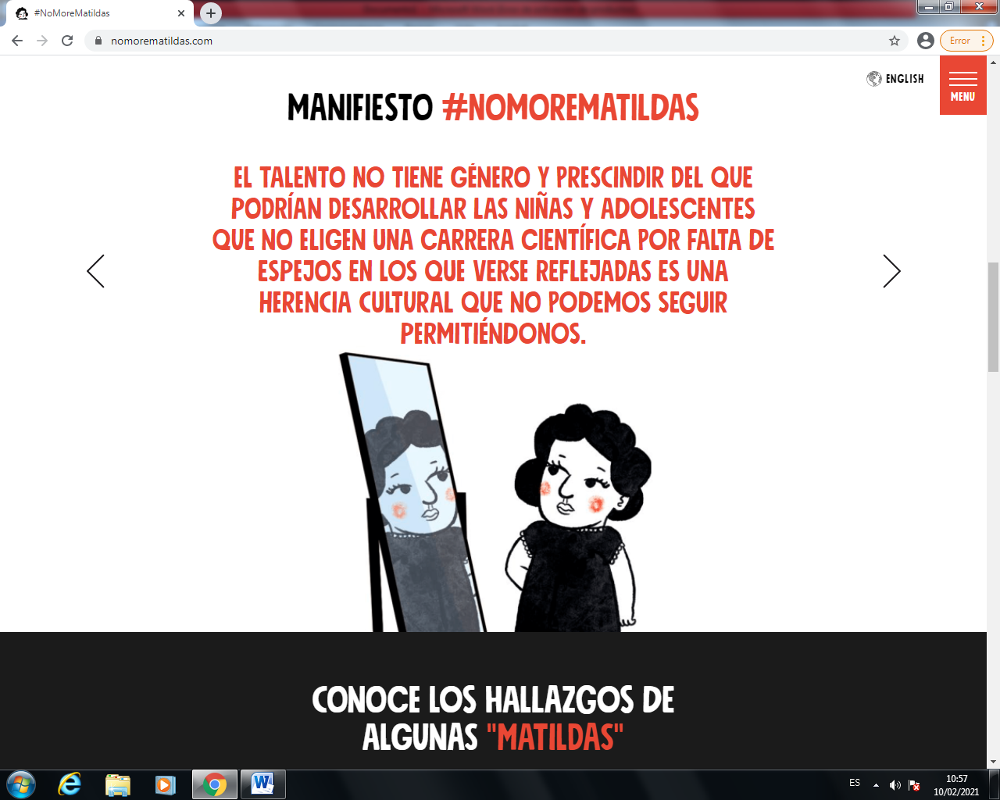 #NoMoreMatildas
nomorematildas.com
Error
ENGLISH
MENU
MANIFIESTO #NOMOREMATILDAS
EL TALENTO NO TIENE GÉNERO Y PRESCINDIR DEL QUE
PODRÍAN DESARROLLAR LAS NIÑAS Y ADOLESCENTES
QUE NO ELIGEN UNA CARRERA CIENTÍFICA POR FALTA DE
ESPEJOS EN LOS QUE VERSE REFLEJADAS ES UNA
HERENCIA CULTURAL QUE NO PODEMOS SEGUIR
PERMITIÉNDONOS.
CONOCE LOS HALLAZGOS DE
ALGUNAS "MATILDAS"
ES
10:57
10/02/2021